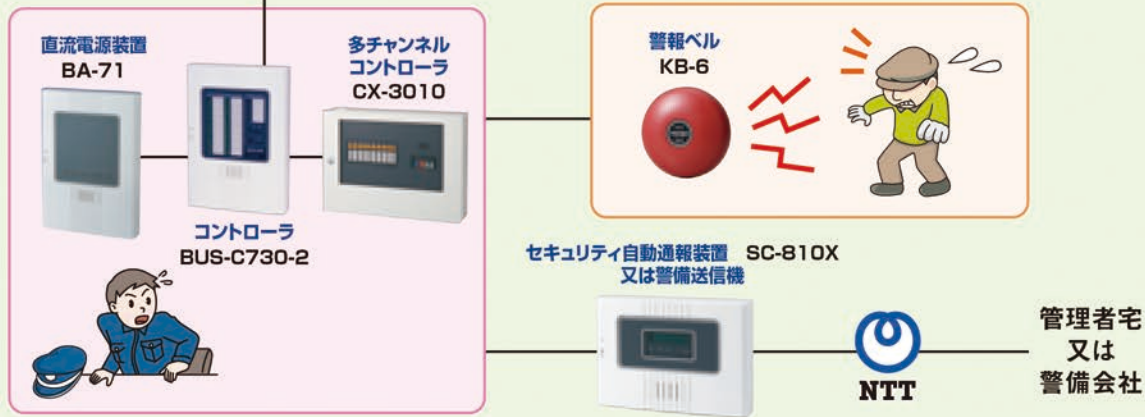 直流電源装置
BA-71
多チャンネル
コントローラ
CX-3010
コントローラ
BUS-C730-2
警報ベル
KB-6
セキュリティ自動通報装置 SC-810X
又は警備送信機
NTT
管理者宅
又は
警備会社